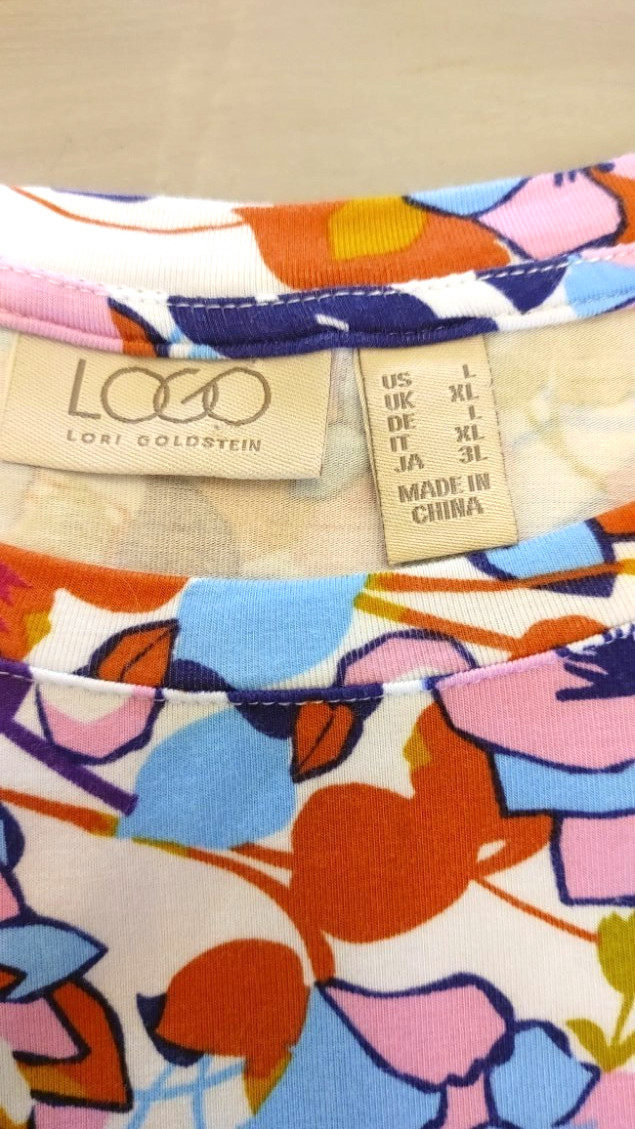 LOGO
LORI GOLDSTEIN
US L
UK XL
DE L
IT XL
JA 3L
MADE IN
CHINA